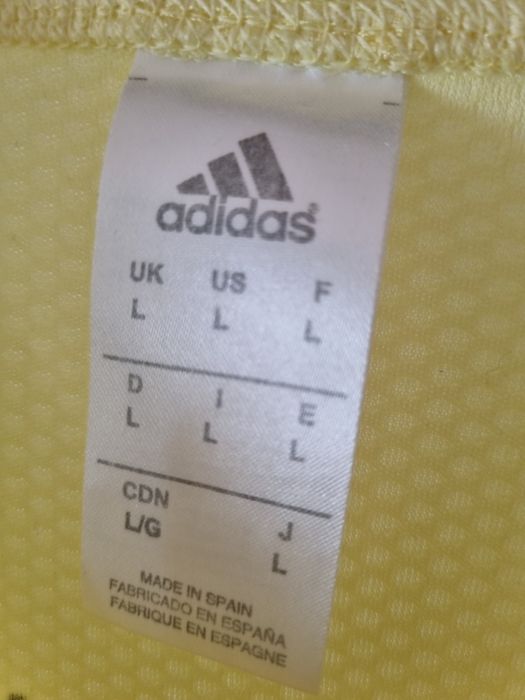 adidas®
UK US F
L L L
D I E
L L L
CDN J
L/G L
MADE IN SPAIN
FABRICADO EN ESPAÑA
FABRIQUE EN ESPAGNE